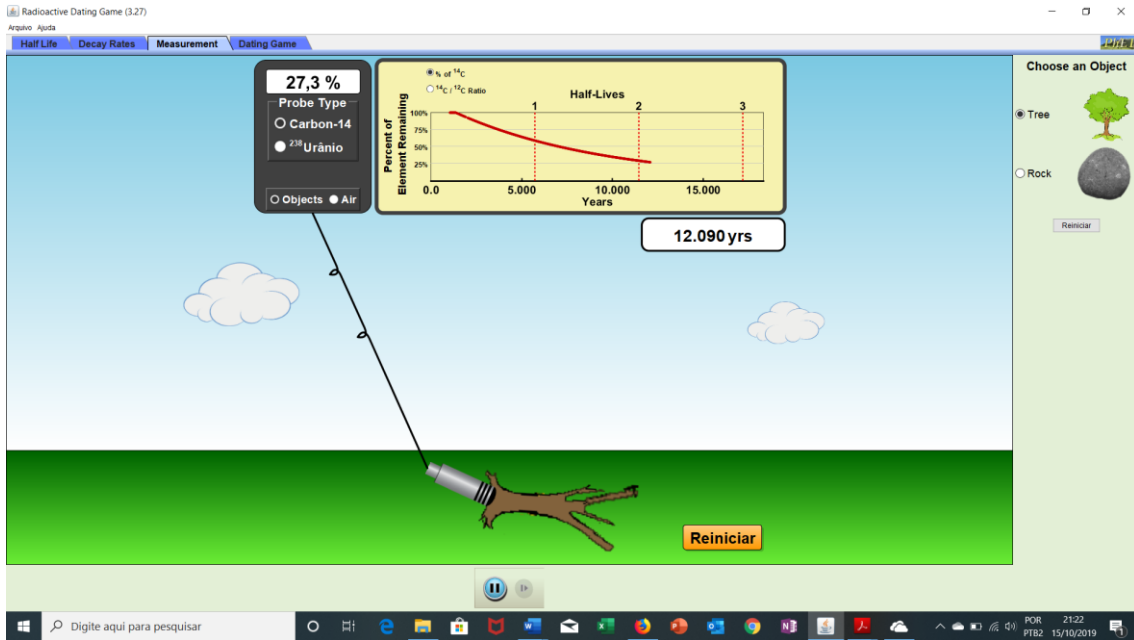 Radioactive Dating Game (3.27)
Arquivo Ajuda
Half Life Decay Rates Measurement Dating Game
PhET
27,3 %
Probe Type
Carbon-14
238Urânio
Objects Air
% of 14C
14C / 12C Ratio
Half-Lives
1 2 3
Percent of
Element Remaining
100%
75%
50%
25%
0.0 5.000 10.000 15.000
Years
12.090 yrs
Choose an Object
Tree
Rock
Reiniciar
Reiniciar
Digite aqui para pesquisar
POR
PTB2
21:22
15/10/2019